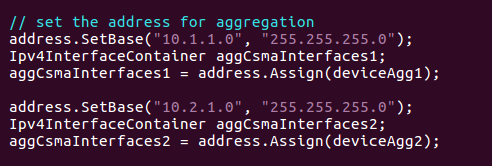 // set the address for aggregation
address.SetBase("10.1.1.0", "255.255.255.0");
Ipv4InterfaceContainer aggCsmaInterfaces1;
aggCsmaInterfaces1 = address.Assign(deviceAgg1);

address.SetBase("10.2.1.0", "255.255.255.0");
Ipv4InterfaceContainer aggCsmaInterfaces2;
aggCsmaInterfaces2 = address.Assign(deviceAgg2);